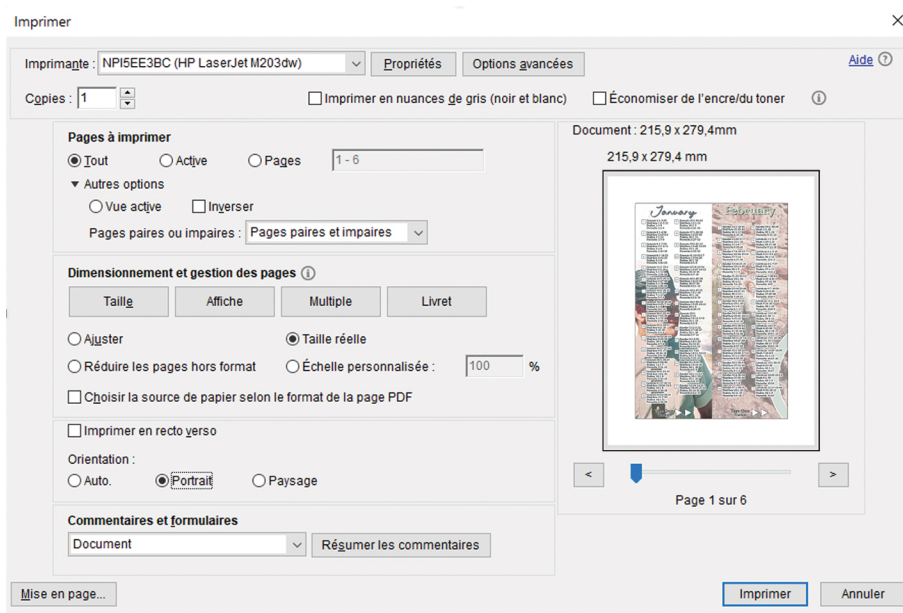 Imprimer
Imprimante : NPI5EE3BC (HP LaserJet M203dw) Propriétés Options avancées Aide
Copies : 1 Imprimer en nuances de gris (noir et blanc) Économiser de l'encre/du toner
Pages à imprimer
Tout Active Pages 1 - 6
Autres options
Vue active Inverser
Pages paires ou impaires : Pages paires et impaires
Dimensionnement et gestion des pages
Taille Affiche Multiple Livret
Ajuster Taille réelle
Réduire les pages hors format Échelle personnalisée : 100 %
Choisir la source de papier selon le format de la page PDF
Imprimer en recto verso
Orientation :
Auto. Portrait Paysage
Commentaires et formulaires
Document Résumer les commentaires
Document : 215,9 x 279,4mm
215,9 x 279,4 mm
January February
< >
Page 1 sur 6
Mise en page... Imprimer Annuler